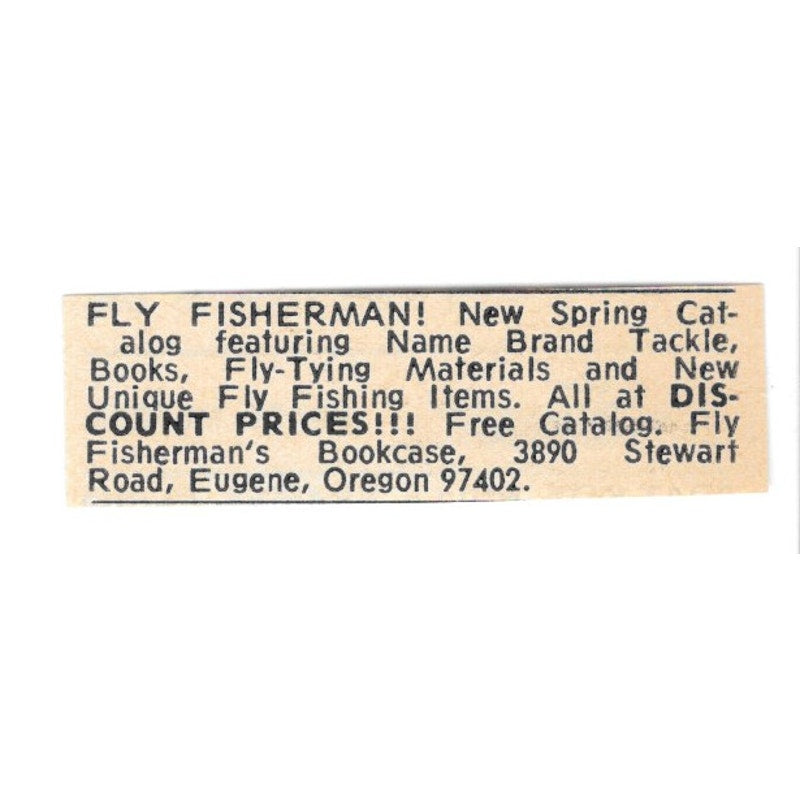 FLY FISHERMAN! New Spring Cat-
alog featuring Name Brand Tackle,
Books, Fly-Tying Materials and New
Unique Fly Fishing Items. All at DIS-
COUNT PRICES!!! Free Catalog. Fly
Fisherman's Bookcase, 3890 Stewart
Road, Eugene, Oregon 97402.